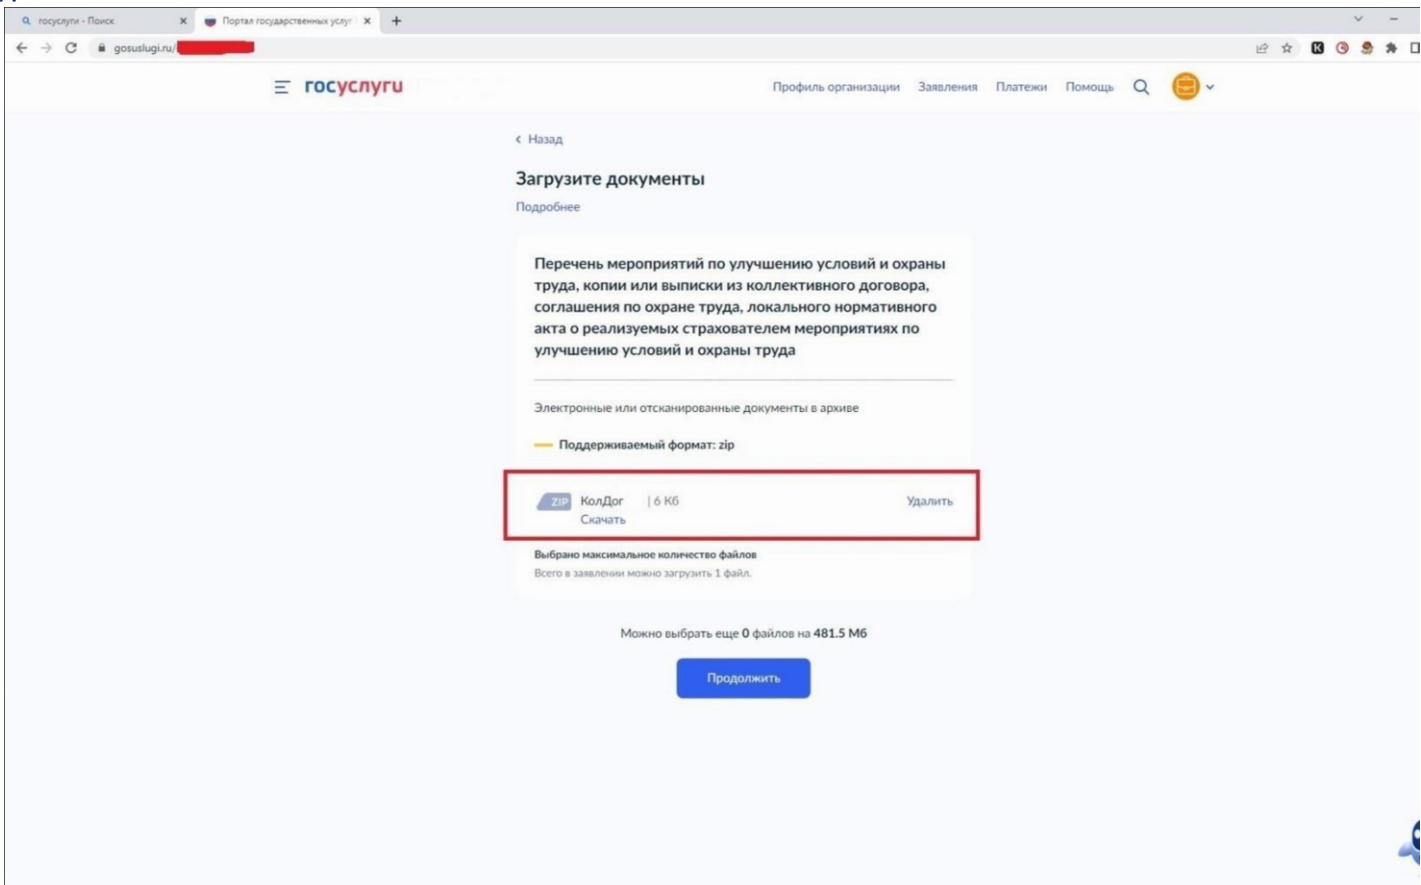 госуслуги - Поиск
Портал государственных услуг
gosuslugi.ru/
госуслуги
Профиль организации Заявления Платежи Помощь
Назад
Загрузите документы
Подробнее
Перечень мероприятий по улучшению условий и охраны
труда, копии или выписки из коллективного договора,
соглашения по охране труда, локального нормативного
акта о реализуемых страхователем мероприятиях по
улучшению условий и охраны труда
Электронные или отсканированные документы в архиве
Поддерживаемый формат: zip
ZIP КолДог | 6 Кб Удалить
Скачать
Выбрано максимальное количество файлов
Всего в заявлении можно загрузить 1 файл.
Можно выбрать еще 0 файлов на 481.5 Мб
Продолжить